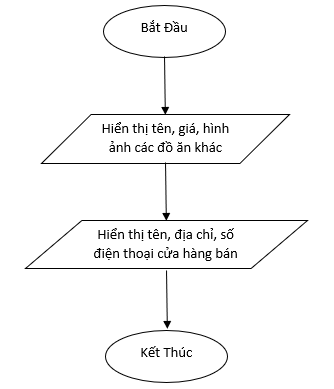 Bắt Đầu
Hiển thị tên, giá, hình
ảnh các đồ ăn khác
Hiển thị tên, địa chỉ, số
điện thoại cửa hàng bán
Kết Thúc